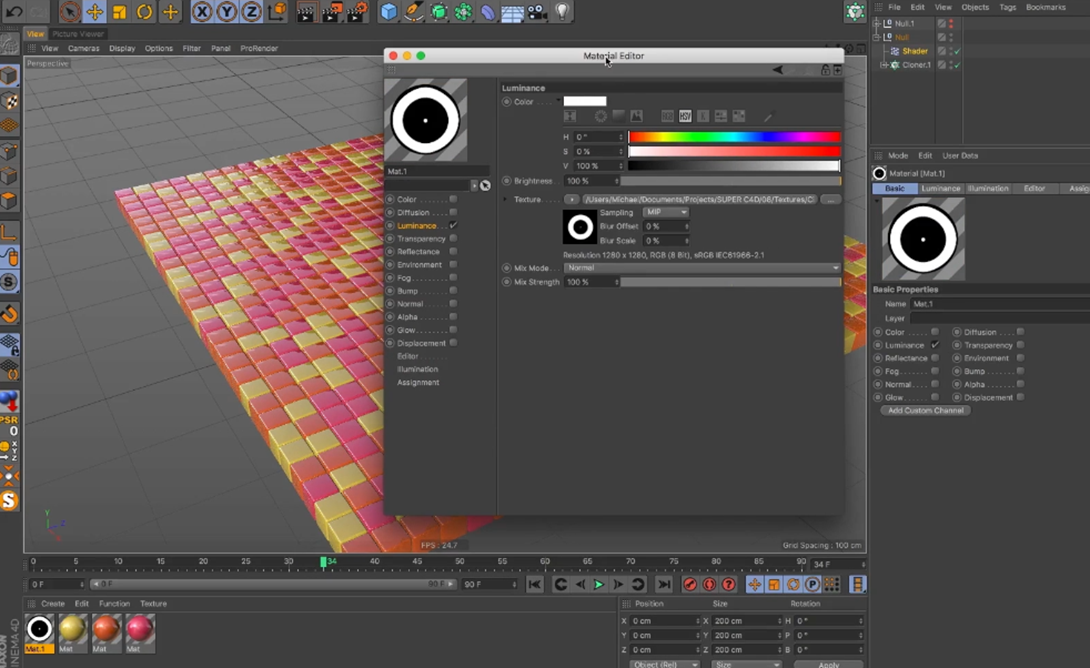 File Edit View Objects Tags Bookmarks
X Y Z
Null.1
Null
Shader
Cloner.1
View Picture Viewer
View Cameras Display Options Filter Panel ProRender
Perspective
Material Editor
Mat.1
Color
Diffusion
Luminance
Transparency
Reflectance
Environment
Fog
Bump
Normal
Alpha
Glow
Displacement
Editor
Illumination
Assignment
Luminance
Color
HSV
H 0 °
S 0 %
V 100 %
Brightness 100 %
Texture /Users/Michae/Documents/Projects/SUPER C4D/06/Textures/C ...
Sampling MIP
Blur Offset 0 %
Blur Scale 0 %
Resolution 1280 x 1280, RGB (8 Bit), sRGB IEC61966-2.1
Mix Mode Normal
Mix Strength 100 %
Mode Edit User Data
Material [Mat.1]
Basic Luminance Illumination Editor Assig
Basic Properties
Name Mat.1
Layer
Color Diffusion
Luminance Transparency
Reflectance Environment
Fog Bump
Normal Alpha
Glow Displacement
Add Custom Channel
PSR
0
S
Y
FPS : 24.7
Grid Spacing : 100 cm
0 5 10 15 20 25 30 34 40 45 50 55 60 65 70 75 80 85 90
34 F
0 F 0 F 90 F 90 F
P
Create Edit Function Texture
Mat.1 Mat Mat Mat
Position Size Rotation
X 0 cm X 200 cm H 0 °
Y 0 cm Y 200 cm P 0 °
Z 0 cm Z 200 cm B 0 °
Object (Rel) Size Apply
MAXON
CINEMA 4D